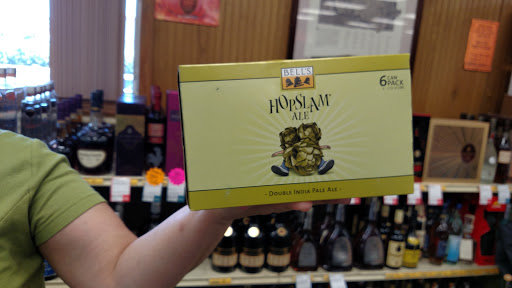 BELL'S
HOPSLAM
ALE
6 CAN
PACK
- DOUBLE INDIA PALE ALE -